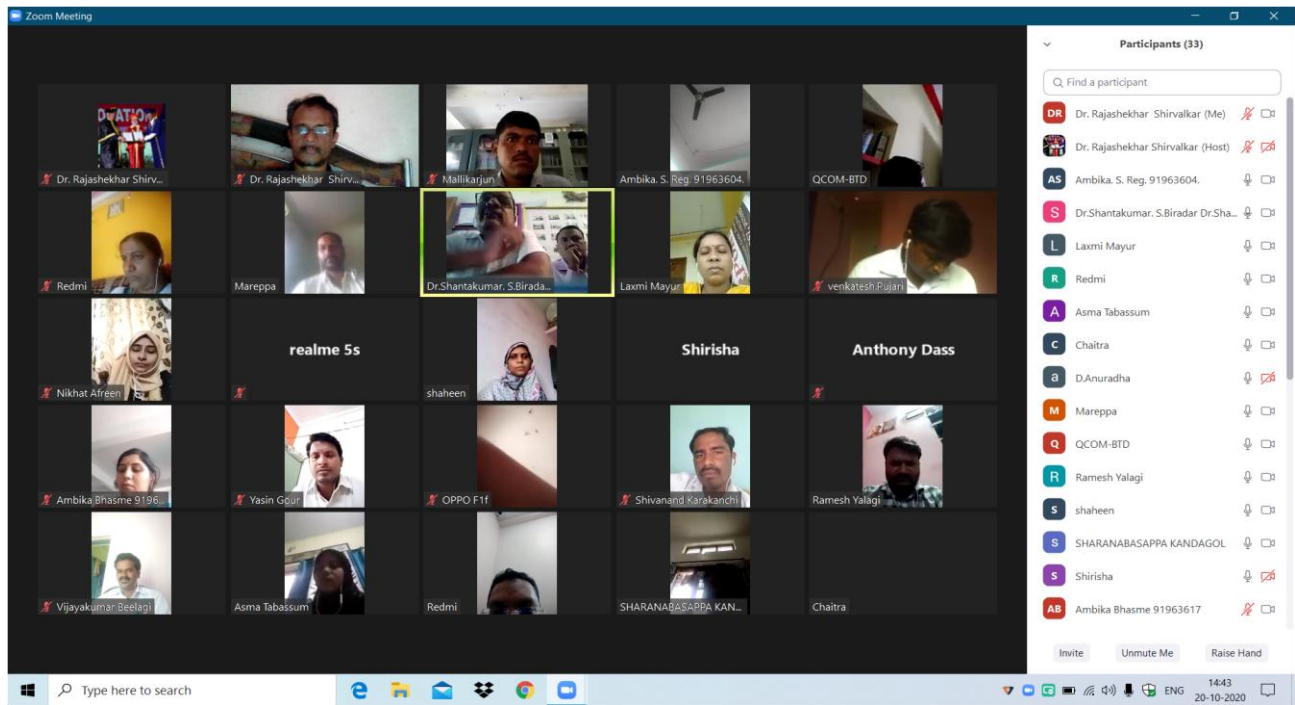 Zoom Meeting
DUATION
Dr. Rajashekhar Shirv...
Dr. Rajashekhar Shirv...
Mallikarjun
Ambika. S. Reg. 91963604.
QCOM-BTD
Redmi
Mareppa
Dr.Shantakumar. S.Birada...
Laxmi Mayur
venkatesh Pujari
Nikhat Afreen
realme 5s
shaheen
Shirisha
Anthony Dass
Ambika Bhasme 9196...
Yasin Gour
OPPO F1f
Shivanand Karakanchi
Ramesh Yalagi
Vijayakumar Beelagi
Asma Tabassum
Redmi
SHARANABASAPPA KAN...
Chaitra
Participants (33)
Find a participant
DR Dr. Rajashekhar Shirvalkar (Me)
Dr. Rajashekhar Shirvalkar (Host)
AS Ambika. S. Reg. 91963604.
S Dr.Shantakumar. S.Biradar Dr.Sha...
L Laxmi Mayur
R Redmi
A Asma Tabassum
C Chaitra
a D.Anuradha
M Mareppa
Q QCOM-BTD
R Ramesh Yalagi
s shaheen
S SHARANABASAPPA KANDAGOL
S Shirisha
AB Ambika Bhasme 91963617
Invite Unmute Me Raise Hand
Type here to search
ENG
14:43
20-10-2020